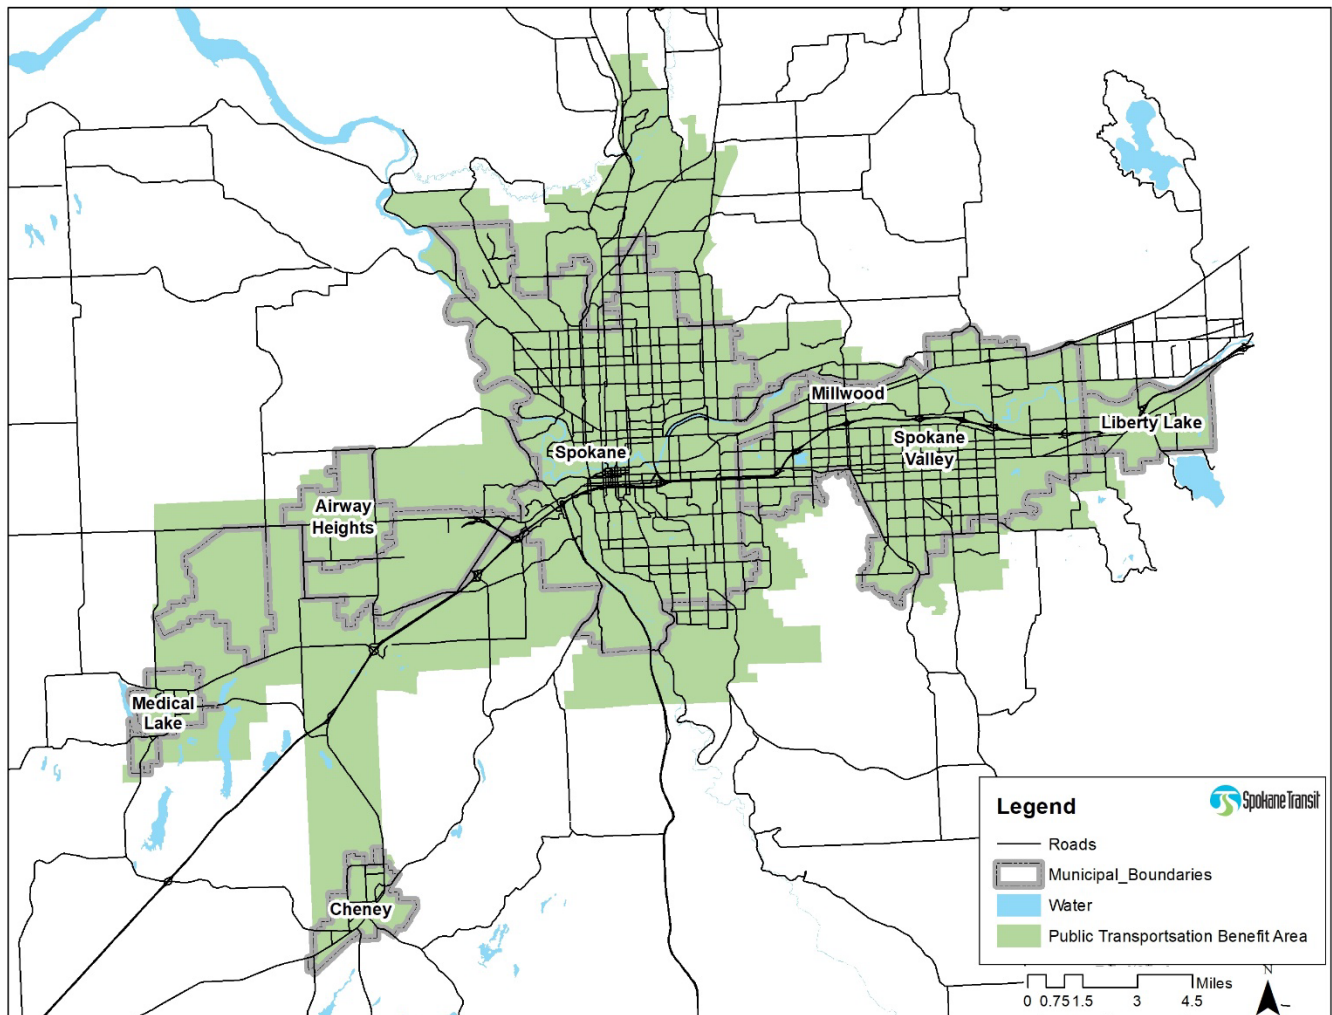 Millwood
Liberty Lake
Spokane
Spokane
Valley
Airway
Heights
Medical
Lake
Cheney
Legend
Spokane Transit
Roads
Municipal_Boundaries
Water
Public Transportsation Benefit Area
N
Miles
0 0.75 1.5 3 4.5